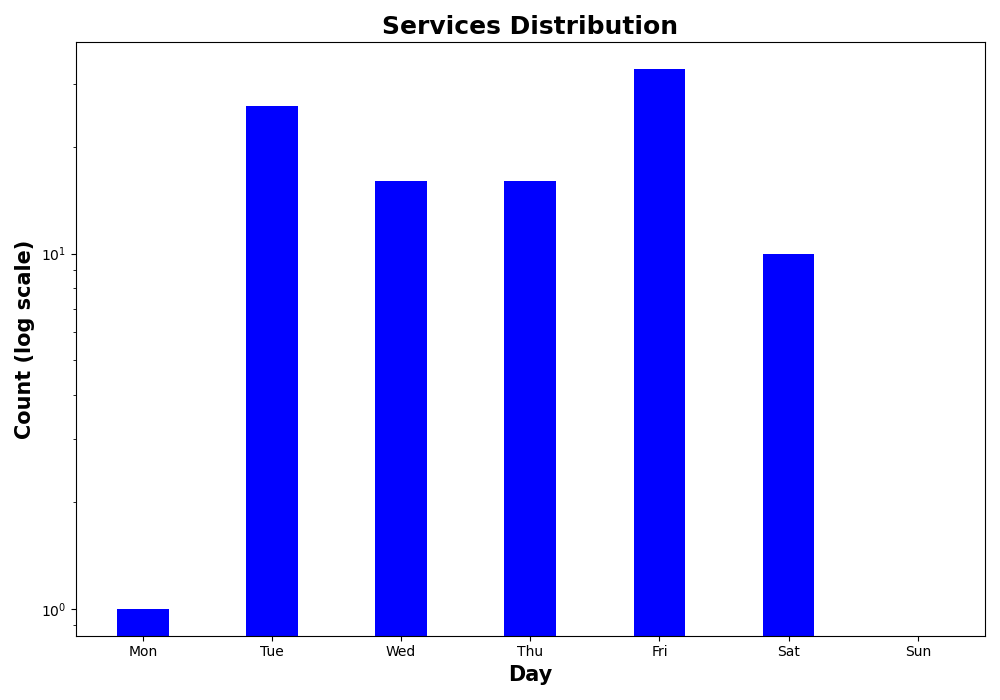 Services Distribution
Count (log scale)
10¹
10⁰
Mon Tue Wed Thu Fri Sat Sun
Day